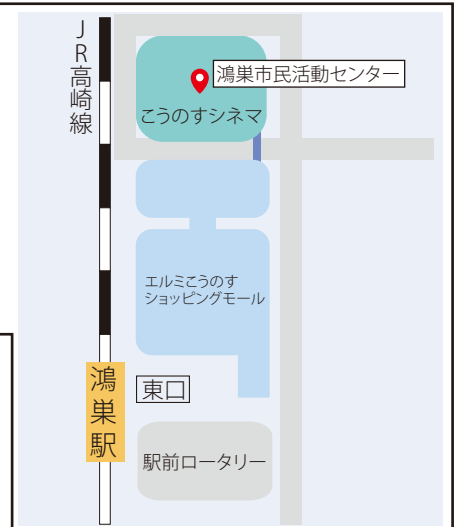 JR高崎線
鴻巣市民活動センター
こうのすシネマ
エルミこうのす
ショッピングモール
鴻巣駅
東口
駅前ロータリー